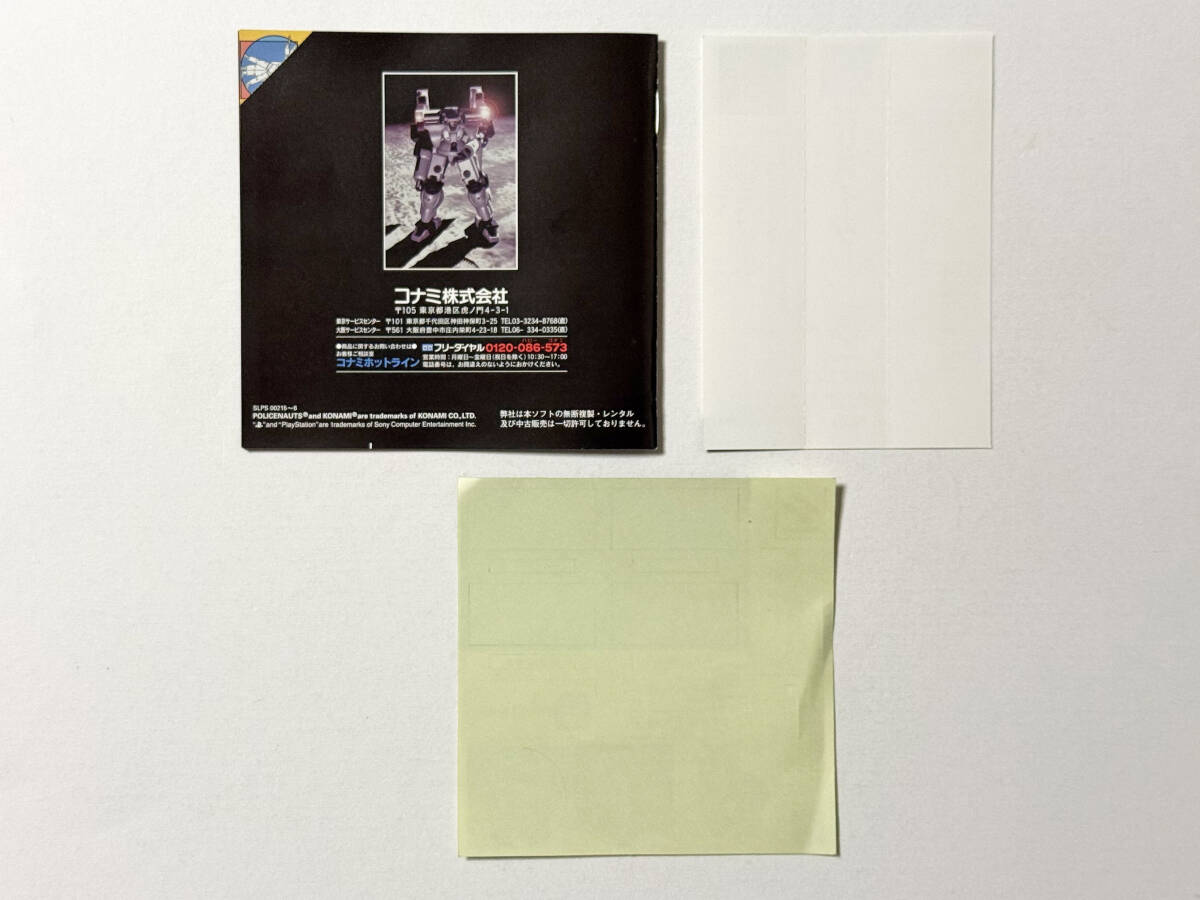 コナミ株式会社
〒105 東京都港区虎ノ門4-3-1
東京サービスセンター 〒101 東京都千代田区神田神保町3-25 TEL03-3234-8768(直)
大阪サービスセンター 〒561 大阪府豊中市庄内栄町4-23-18 TEL06- 334-0335(直)
●商品に関するお問い合わせは●
お客様ご相談室
コナミホットライン
フリーダイヤル0120-086-573
ハロー コナミ
営業時間:月曜日〜金曜日(祝日を除く)10:30〜17:00
電話番号は、お間違えのないようにおかけください。
SLPS 00216〜6
POLICENAUTS® and KONAMI® are trademarks of KONAMI CO., LTD.
" " and "PlayStation" are trademarks of Sony Computer Entertainment Inc.
弊社は本ソフトの無断複製・レンタル
及び中古販売は一切許可しておりません。